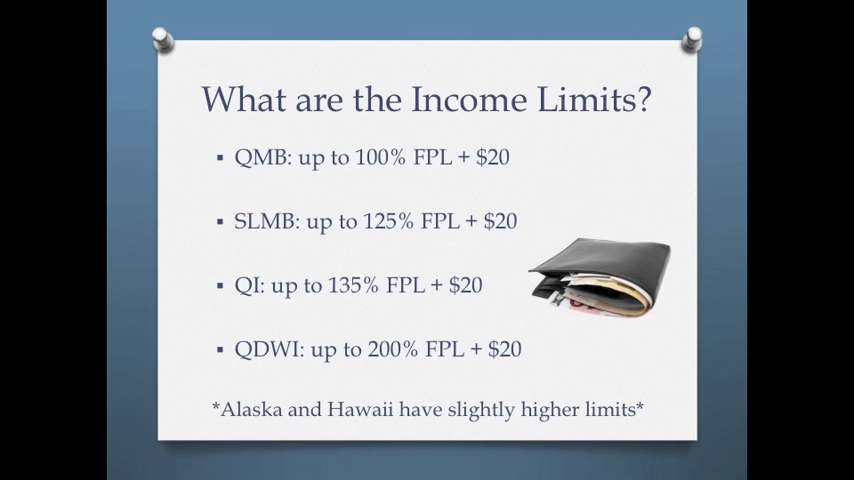 What are the Income Limits?
▪ QMB: up to 100% FPL + $20
▪ SLMB: up to 125% FPL + $20
▪ QI: up to 135% FPL + $20
▪ QDWI: up to 200% FPL + $20
*Alaska and Hawaii have slightly higher limits*